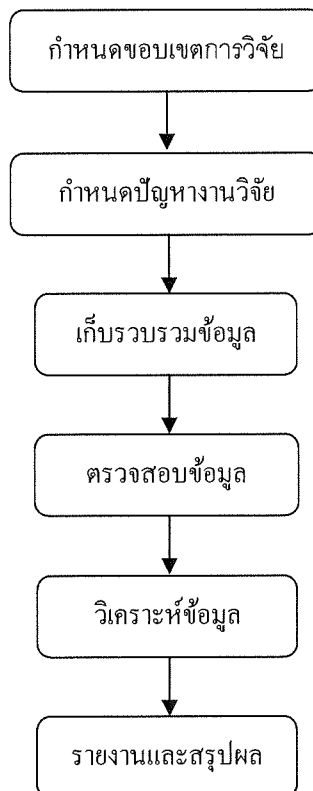 กำหนดขอบเขตการวิจัย
กำหนดปัญหางานวิจัย
เก็บรวบรวมข้อมูล
ตรวจสอบข้อมูล
วิเคราะห์ข้อมูล
รายงานและสรุปผล